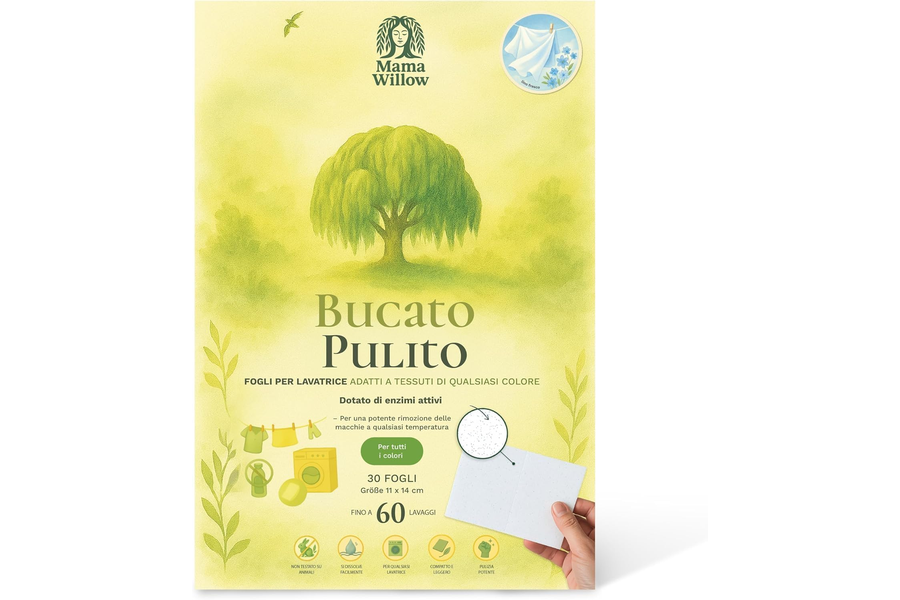 Mama
Willow
Bucato
Pulito
FOGLI PER LAVATRICE ADATTI A TESSUTI DI QUALSIASI COLORE
Dotato di enzimi attivi
– Per una potente rimozione delle
macchie a qualsiasi temperatura
Per tutti
i colori
30 FOGLI
Größe 11 x 14 cm
FINO A 60 LAVAGGI
NON TESTATO SU
ANIMALI
SI DISSOLVE
FACILMENTE
PER QUALSIASI
LAVATRICE
COMPATTO E
LEGGERO
PULIZIA
POTENTE